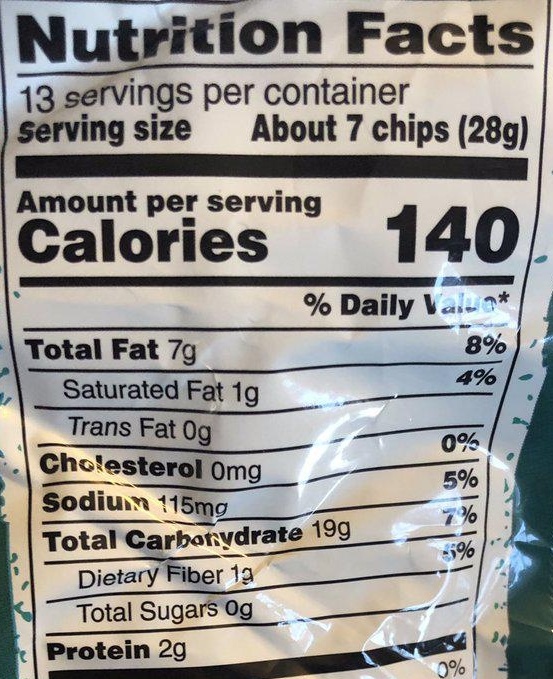 Nutrition Facts
13 servings per container
Serving size About 7 chips (28g)
Amount per serving
Calories 140
% Daily Value*
Total Fat 7g 8%
Saturated Fat 1g 4%
Trans Fat 0g
Cholesterol 0mg 0%
Sodium 115mg 5%
Total Carbohydrate 19g 7%
Dietary Fiber 1g 5%
Total Sugars 0g
Protein 2g
0%